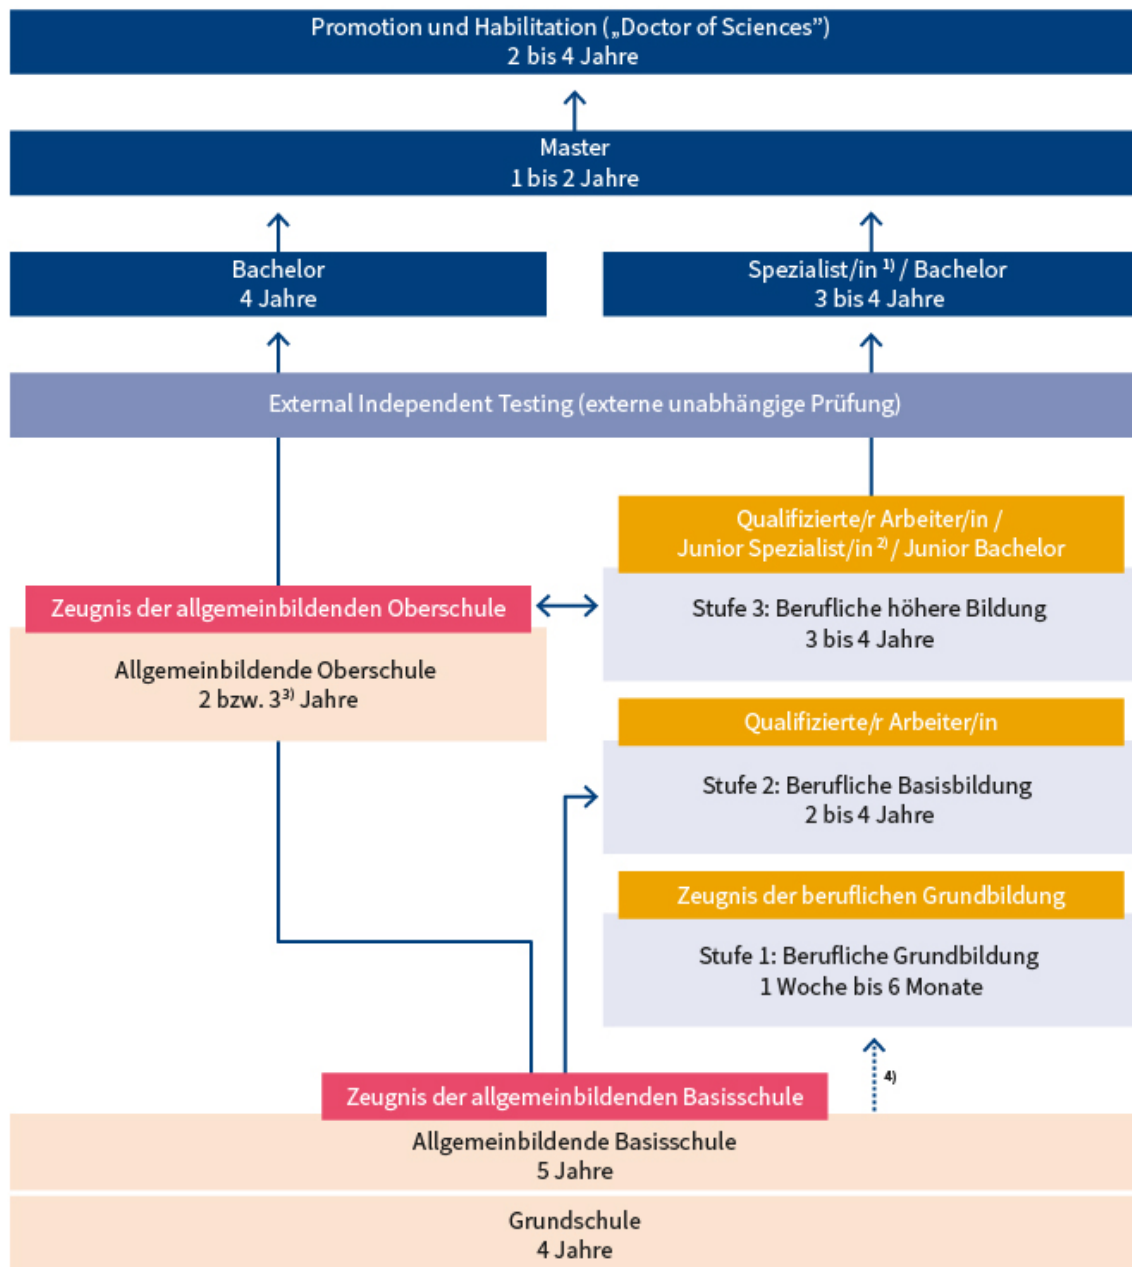 Promotion und Habilitation („Doctor of Sciences”)
2 bis 4 Jahre
Master
1 bis 2 Jahre
Bachelor
4 Jahre
Spezialist/in ¹⁾ / Bachelor
3 bis 4 Jahre
External Independent Testing (externe unabhängige Prüfung)
Qualifizierte/r Arbeiter/in /
Junior Spezialist/in ²⁾ / Junior Bachelor
Zeugnis der allgemeinbildenden Oberschule
Stufe 3: Berufliche höhere Bildung
3 bis 4 Jahre
Allgemeinbildende Oberschule
2 bzw. 3³⁾ Jahre
Qualifizierte/r Arbeiter/in
Stufe 2: Berufliche Basisbildung
2 bis 4 Jahre
Zeugnis der beruflichen Grundbildung
Stufe 1: Berufliche Grundbildung
1 Woche bis 6 Monate
4)
Zeugnis der allgemeinbildenden Basisschule
Allgemeinbildende Basisschule
5 Jahre
Grundschule
4 Jahre